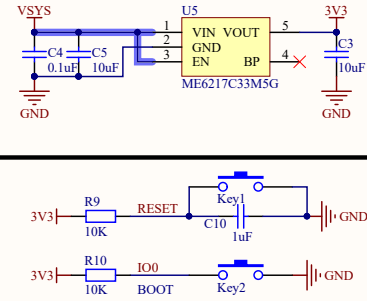 VSYS
U5
3V3
1 VIN VOUT 5
C4 C5 2 GND C3
0.1uF 10uF 3 EN BP 4 10uF
ME6217C33M5G
GND GND
R9 RESET Key1
3V3 GND
10K C10
1uF
R10 IO0
3V3 GND
10K BOOT Key2